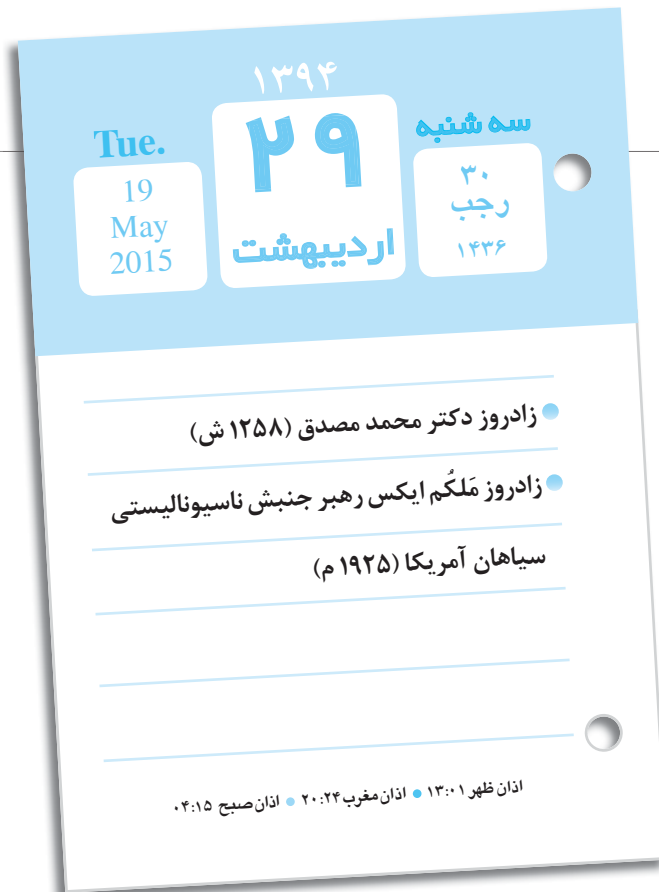 ۱۳۹۴
سه شنبه
۲۹
Tue.
۳۰
رجب
۱۴۳۶
اردیبهشت
19
May
2015
زادروز دکتر محمد مصدق (۱۲۵۸ ش)
زادروز مَلکُم ایکس رهبر جنبش ناسیونالیستی
سیاهان آمریکا (۱۹۲۵ م)
اذان ظهر ۱۳:۰۱ • اذان مغرب ۲۰:۲۴ • اذان صبح ۰۴:۱۵